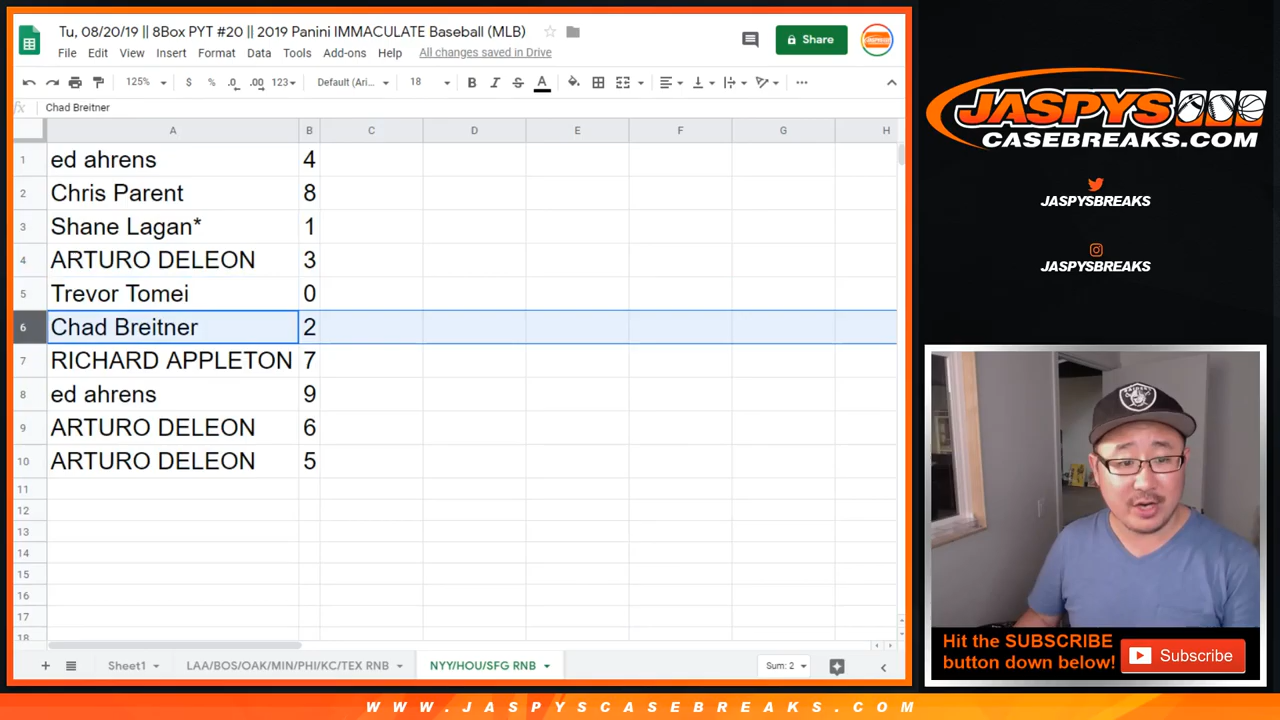 Tu, 08/20/19 || 8Box PYT #20 || 2019 Panini IMMACULATE Baseball (MLB)
File Edit View Insert Format Data Tools Add-ons Help All changes saved in Drive
Share
125% $ % .0 .00 123 Default (Ari... 18 B I S A
fx Chad Breitner
A B C D E F G H
1 ed ahrens 4
2 Chris Parent 8
3 Shane Lagan* 1
4 ARTURO DELEON 3
5 Trevor Tomei 0
6 Chad Breitner 2
7 RICHARD APPLETON 7
8 ed ahrens 9
9 ARTURO DELEON 6
10 ARTURO DELEON 5
11
12
13
14
15
16
17
18
Sheet1 LAA/BOS/OAK/MIN/PHI/KC/TEX RNB NYY/HOU/SFG RNB Sum: 2
JASPYS
CASEBREAKS.COM
JASPYSBREAKS
JASPYSBREAKS
Hit the SUBSCRIBE
button down below!
Subscribe
WWW.JASPYSCASEBREAKS.COM